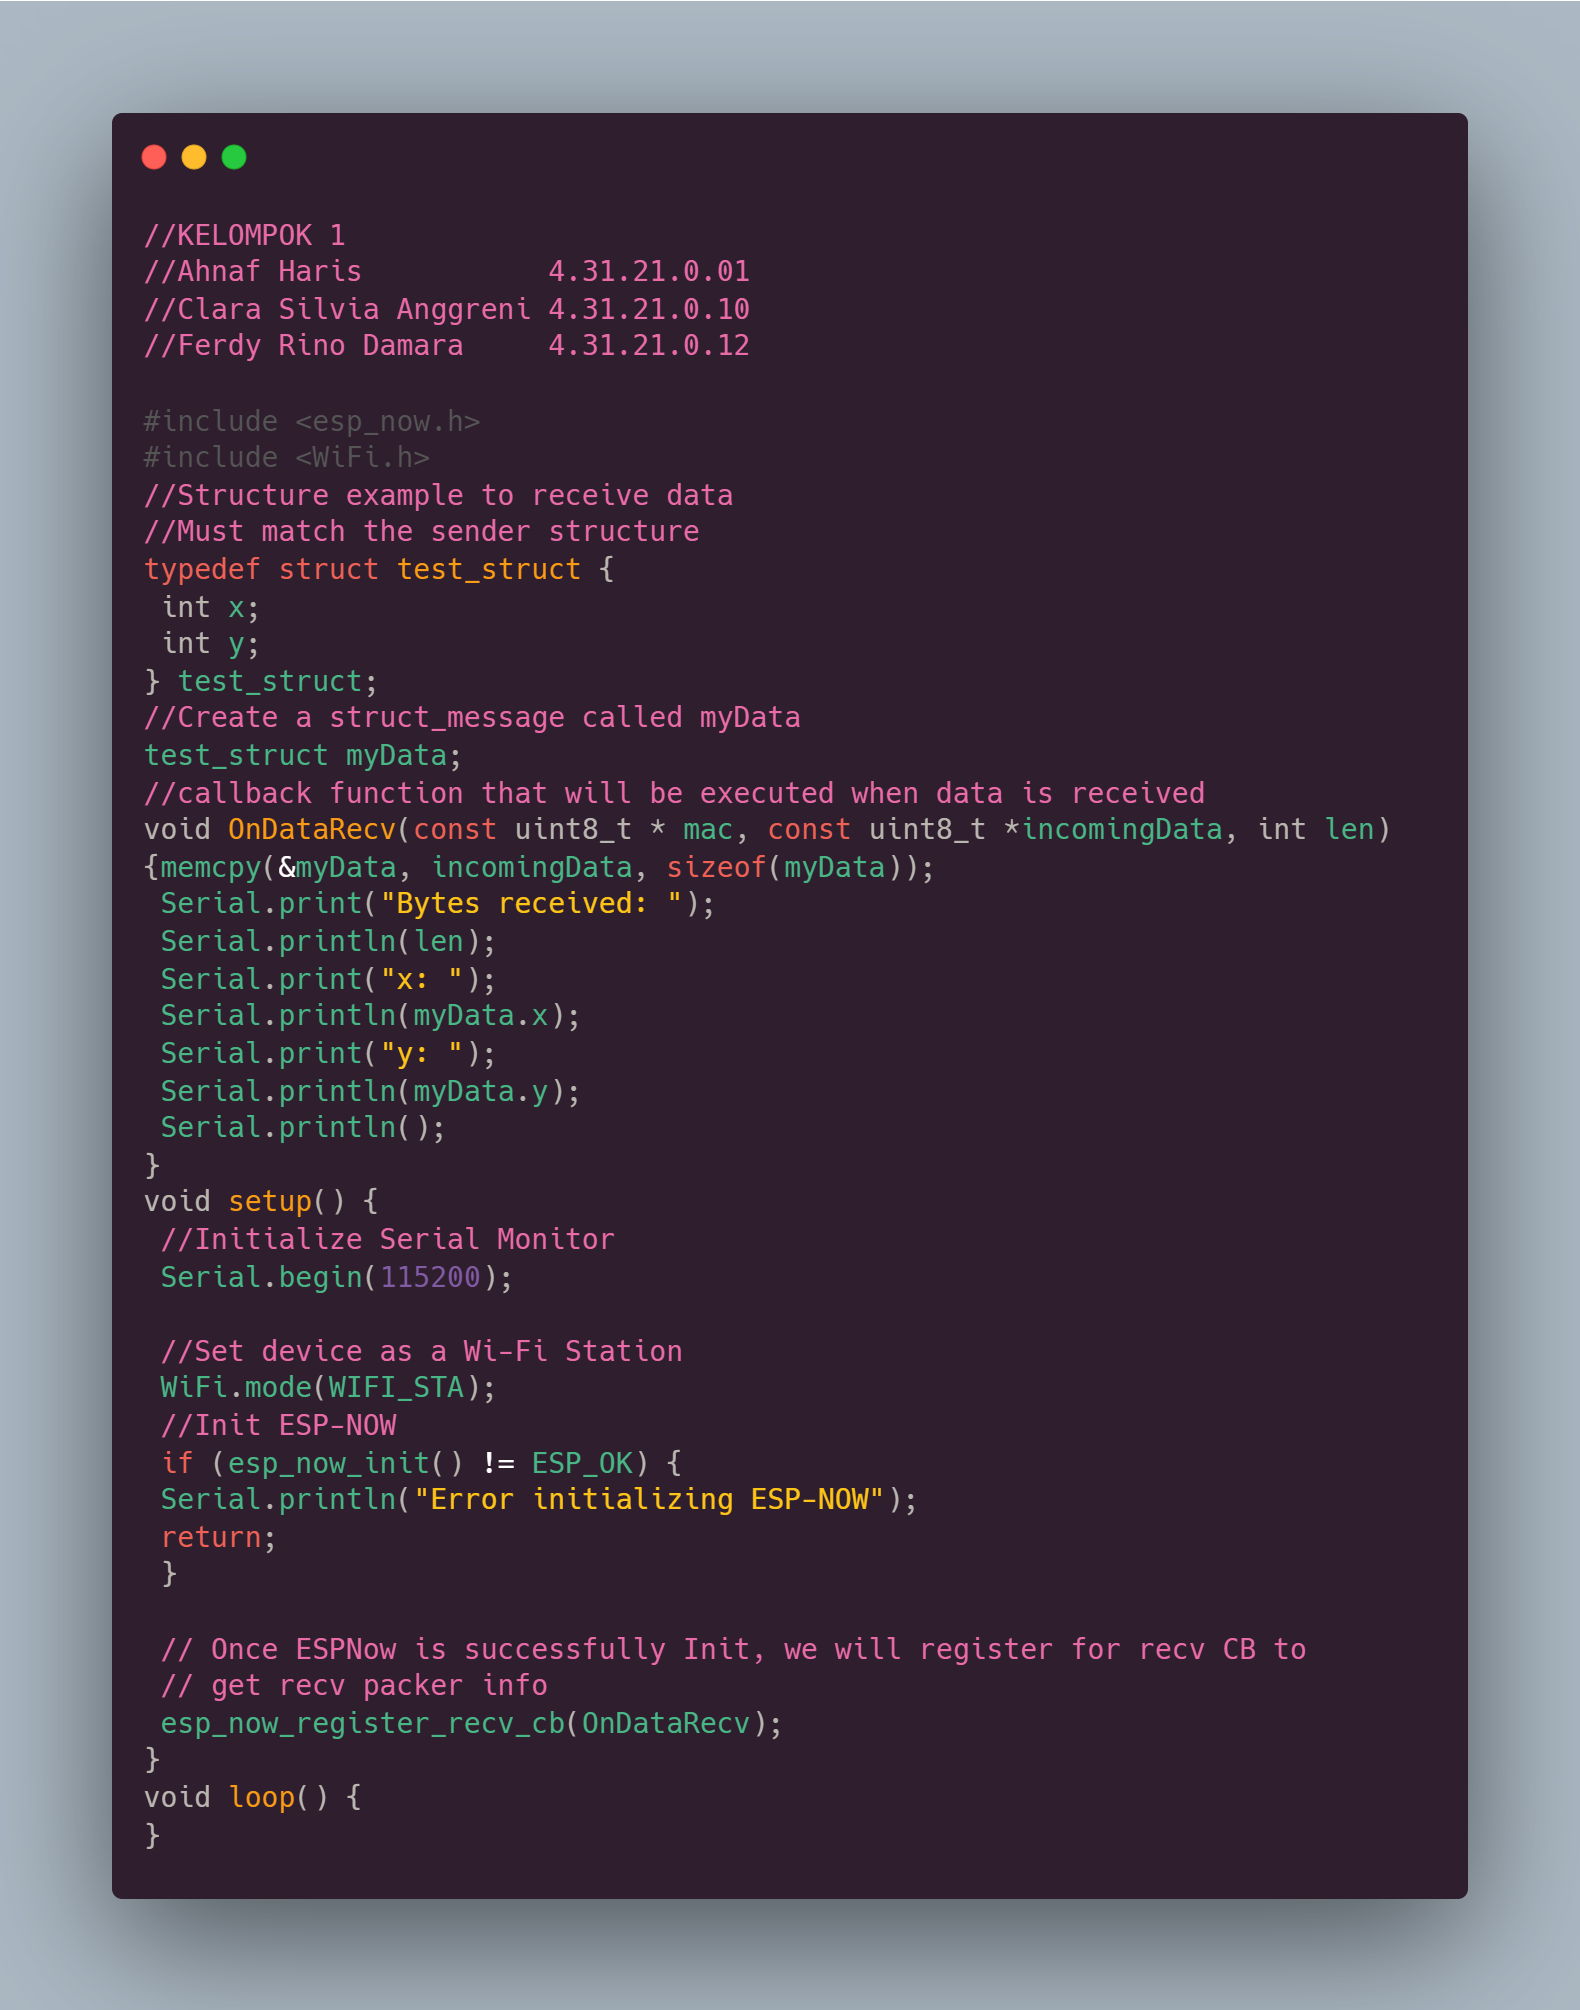 //KELOMPOK 1
//Ahnaf Haris           4.31.21.0.01
//Clara Silvia Anggreni 4.31.21.0.10
//Ferdy Rino Damara     4.31.21.0.12

#include <esp_now.h>
#include <WiFi.h>
//Structure example to receive data
//Must match the sender structure
typedef struct test_struct {
 int x;
 int y;
} test_struct;
//Create a struct_message called myData
test_struct myData;
//callback function that will be executed when data is received
void OnDataRecv(const uint8_t * mac, const uint8_t *incomingData, int len)
{memcpy(&myData, incomingData, sizeof(myData));
 Serial.print("Bytes received: ");
 Serial.println(len);
 Serial.print("x: ");
 Serial.println(myData.x);
 Serial.print("y: ");
 Serial.println(myData.y);
 Serial.println();
}
void setup() {
 //Initialize Serial Monitor
 Serial.begin(115200);

 //Set device as a Wi-Fi Station
 WiFi.mode(WIFI_STA);
 //Init ESP-NOW
 if (esp_now_init() != ESP_OK) {
 Serial.println("Error initializing ESP-NOW");
 return;
 }

 // Once ESPNow is successfully Init, we will register for recv CB to
 // get recv packer info
 esp_now_register_recv_cb(OnDataRecv);
}
void loop() {
}